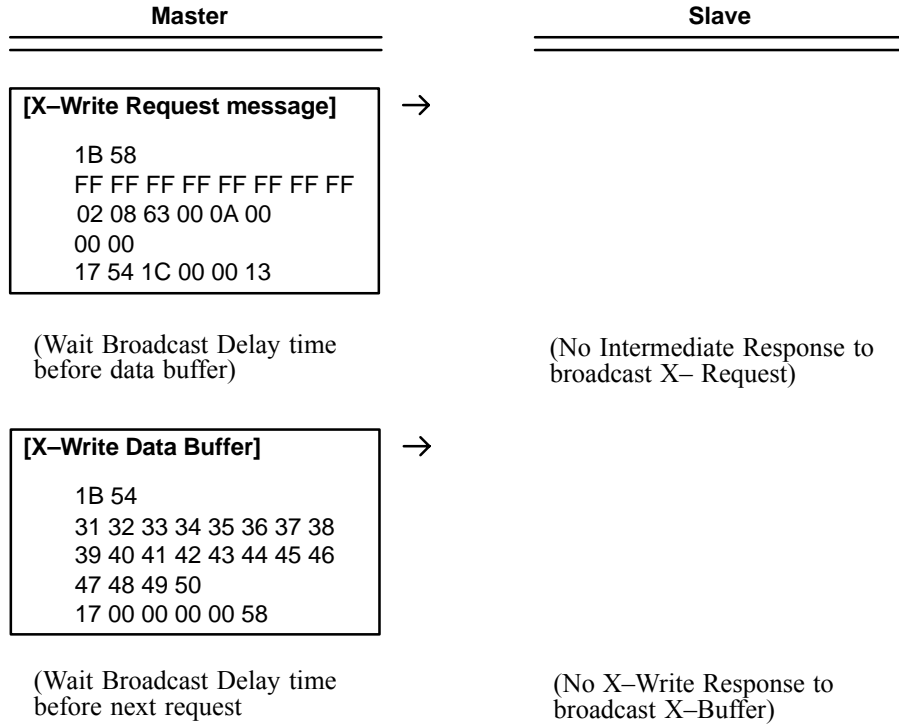 Master
Slave
[X–Write Request message]
→
1B 58
FF FF FF FF FF FF FF FF
02 08 63 00 0A 00
00 00
17 54 1C 00 00 13
(Wait Broadcast Delay time
before data buffer)
(No Intermediate Response to
broadcast X– Request)
[X–Write Data Buffer]
→
1B 54
31 32 33 34 35 36 37 38
39 40 41 42 43 44 45 46
47 48 49 50
17 00 00 00 00 58
(Wait Broadcast Delay time
before next request
(No X–Write Response to
broadcast X–Buffer)